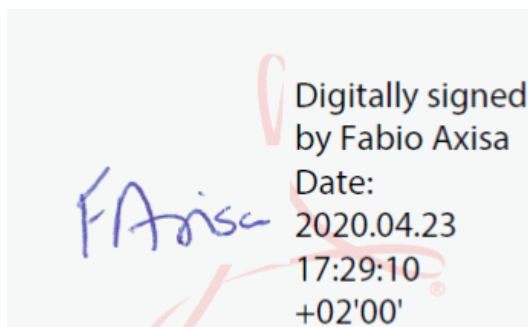 FAxisa
Digitally signed
by Fabio Axisa
Date:
2020.04.23
17:29:10
+02'00'
®